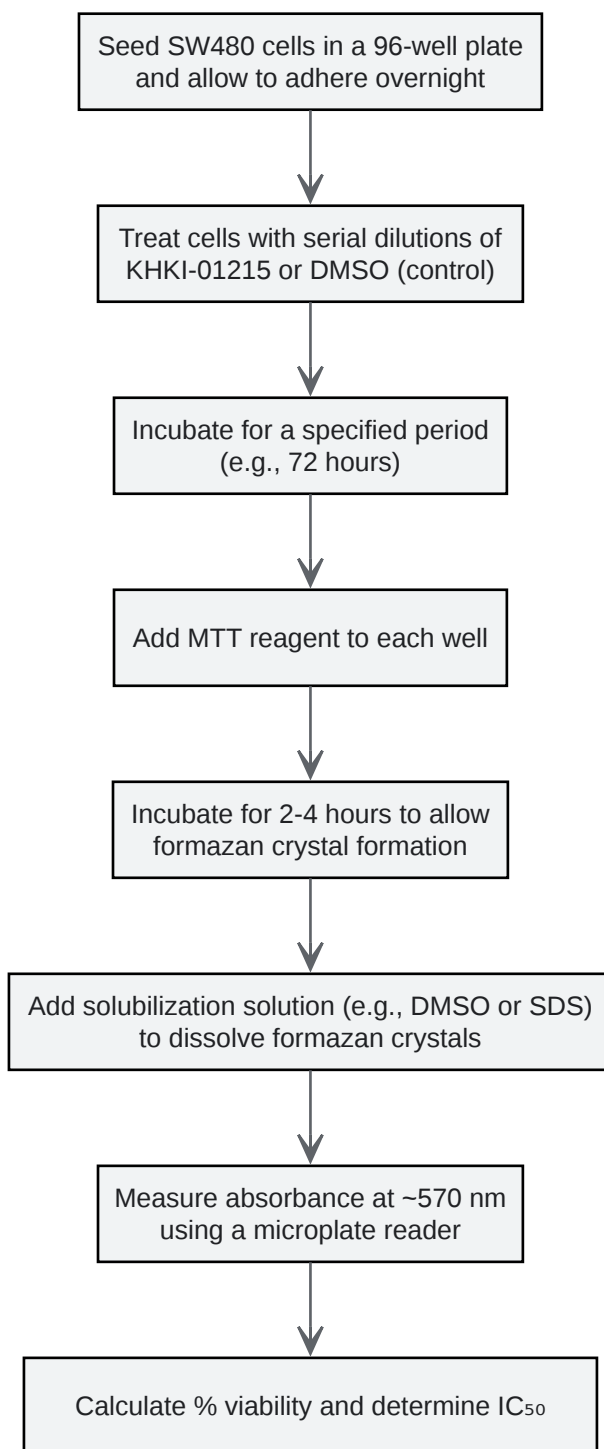 Seed SW480 cells in a 96-well plate
and allow to adhere overnight
Treat cells with serial dilutions of
KHKI-01215 or DMSO (control)
Incubate for a specified period
(e.g., 72 hours)
Add MTT reagent to each well
Incubate for 2-4 hours to allow
formazan crystal formation
Add solubilization solution (e.g., DMSO or SDS)
to dissolve formazan crystals
Measure absorbance at ~570 nm
using a microplate reader
Calculate % viability and determine IC₅₀